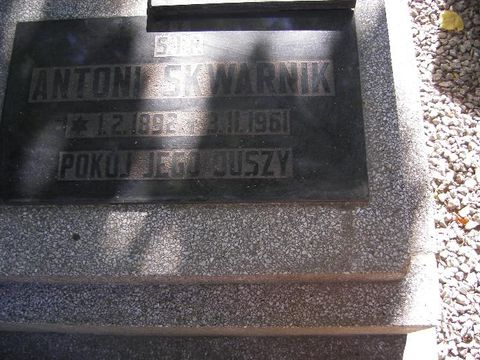 Ś.P.
ANTONI SKWARNIK
* 1.2.1892 3.11.1961
POKÓJ JEGO DUSZY